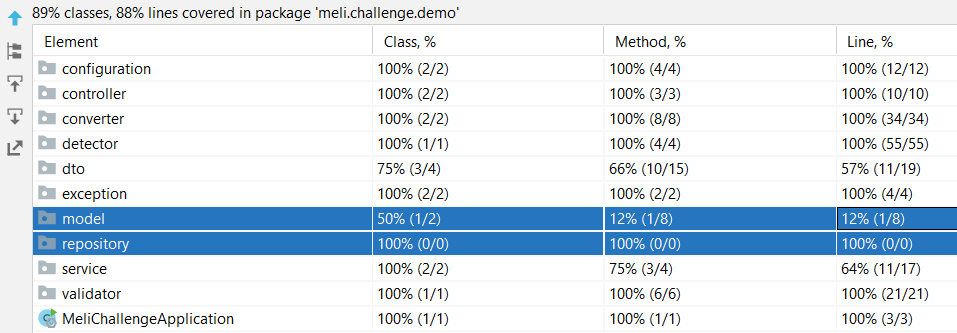 89% classes, 88% lines covered in package 'meli.challenge.demo'
Element Class, % Method, % Line, %
configuration 100% (2/2) 100% (4/4) 100% (12/12)
controller 100% (2/2) 100% (3/3) 100% (10/10)
converter 100% (2/2) 100% (8/8) 100% (34/34)
detector 100% (1/1) 100% (4/4) 100% (55/55)
dto 75% (3/4) 66% (10/15) 57% (11/19)
exception 100% (2/2) 100% (2/2) 100% (4/4)
model 50% (1/2) 12% (1/8) 12% (1/8)
repository 100% (0/0) 100% (0/0) 100% (0/0)
service 100% (2/2) 75% (3/4) 64% (11/17)
validator 100% (1/1) 100% (6/6) 100% (21/21)
MeliChallengeApplication 100% (1/1) 100% (1/1) 100% (3/3)